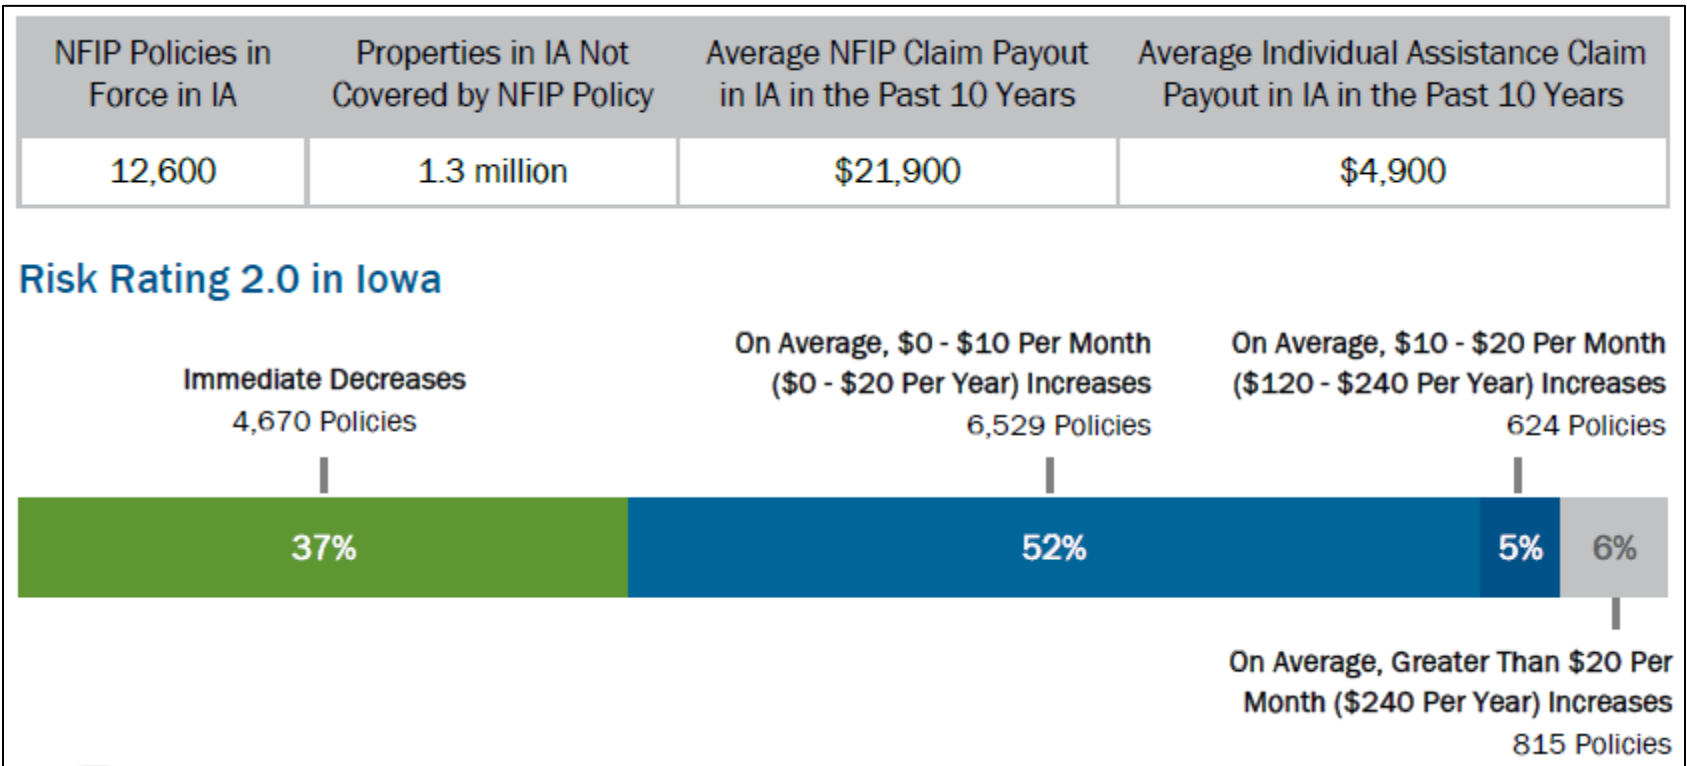 NFIP Policies in
Force in IA
Properties in IA Not
Covered by NFIP Policy
Average NFIP Claim Payout
in IA in the Past 10 Years
Average Individual Assistance Claim
Payout in IA in the Past 10 Years
12,600
1.3 million
$21,900
$4,900
Risk Rating 2.0 in Iowa
Immediate Decreases
4,670 Policies
On Average, $0 - $10 Per Month
($0 - $20 Per Year) Increases
6,529 Policies
On Average, $10 - $20 Per Month
($120 - $240 Per Year) Increases
624 Policies
37%
52%
5%
6%
On Average, Greater Than $20 Per
Month ($240 Per Year) Increases
815 Policies